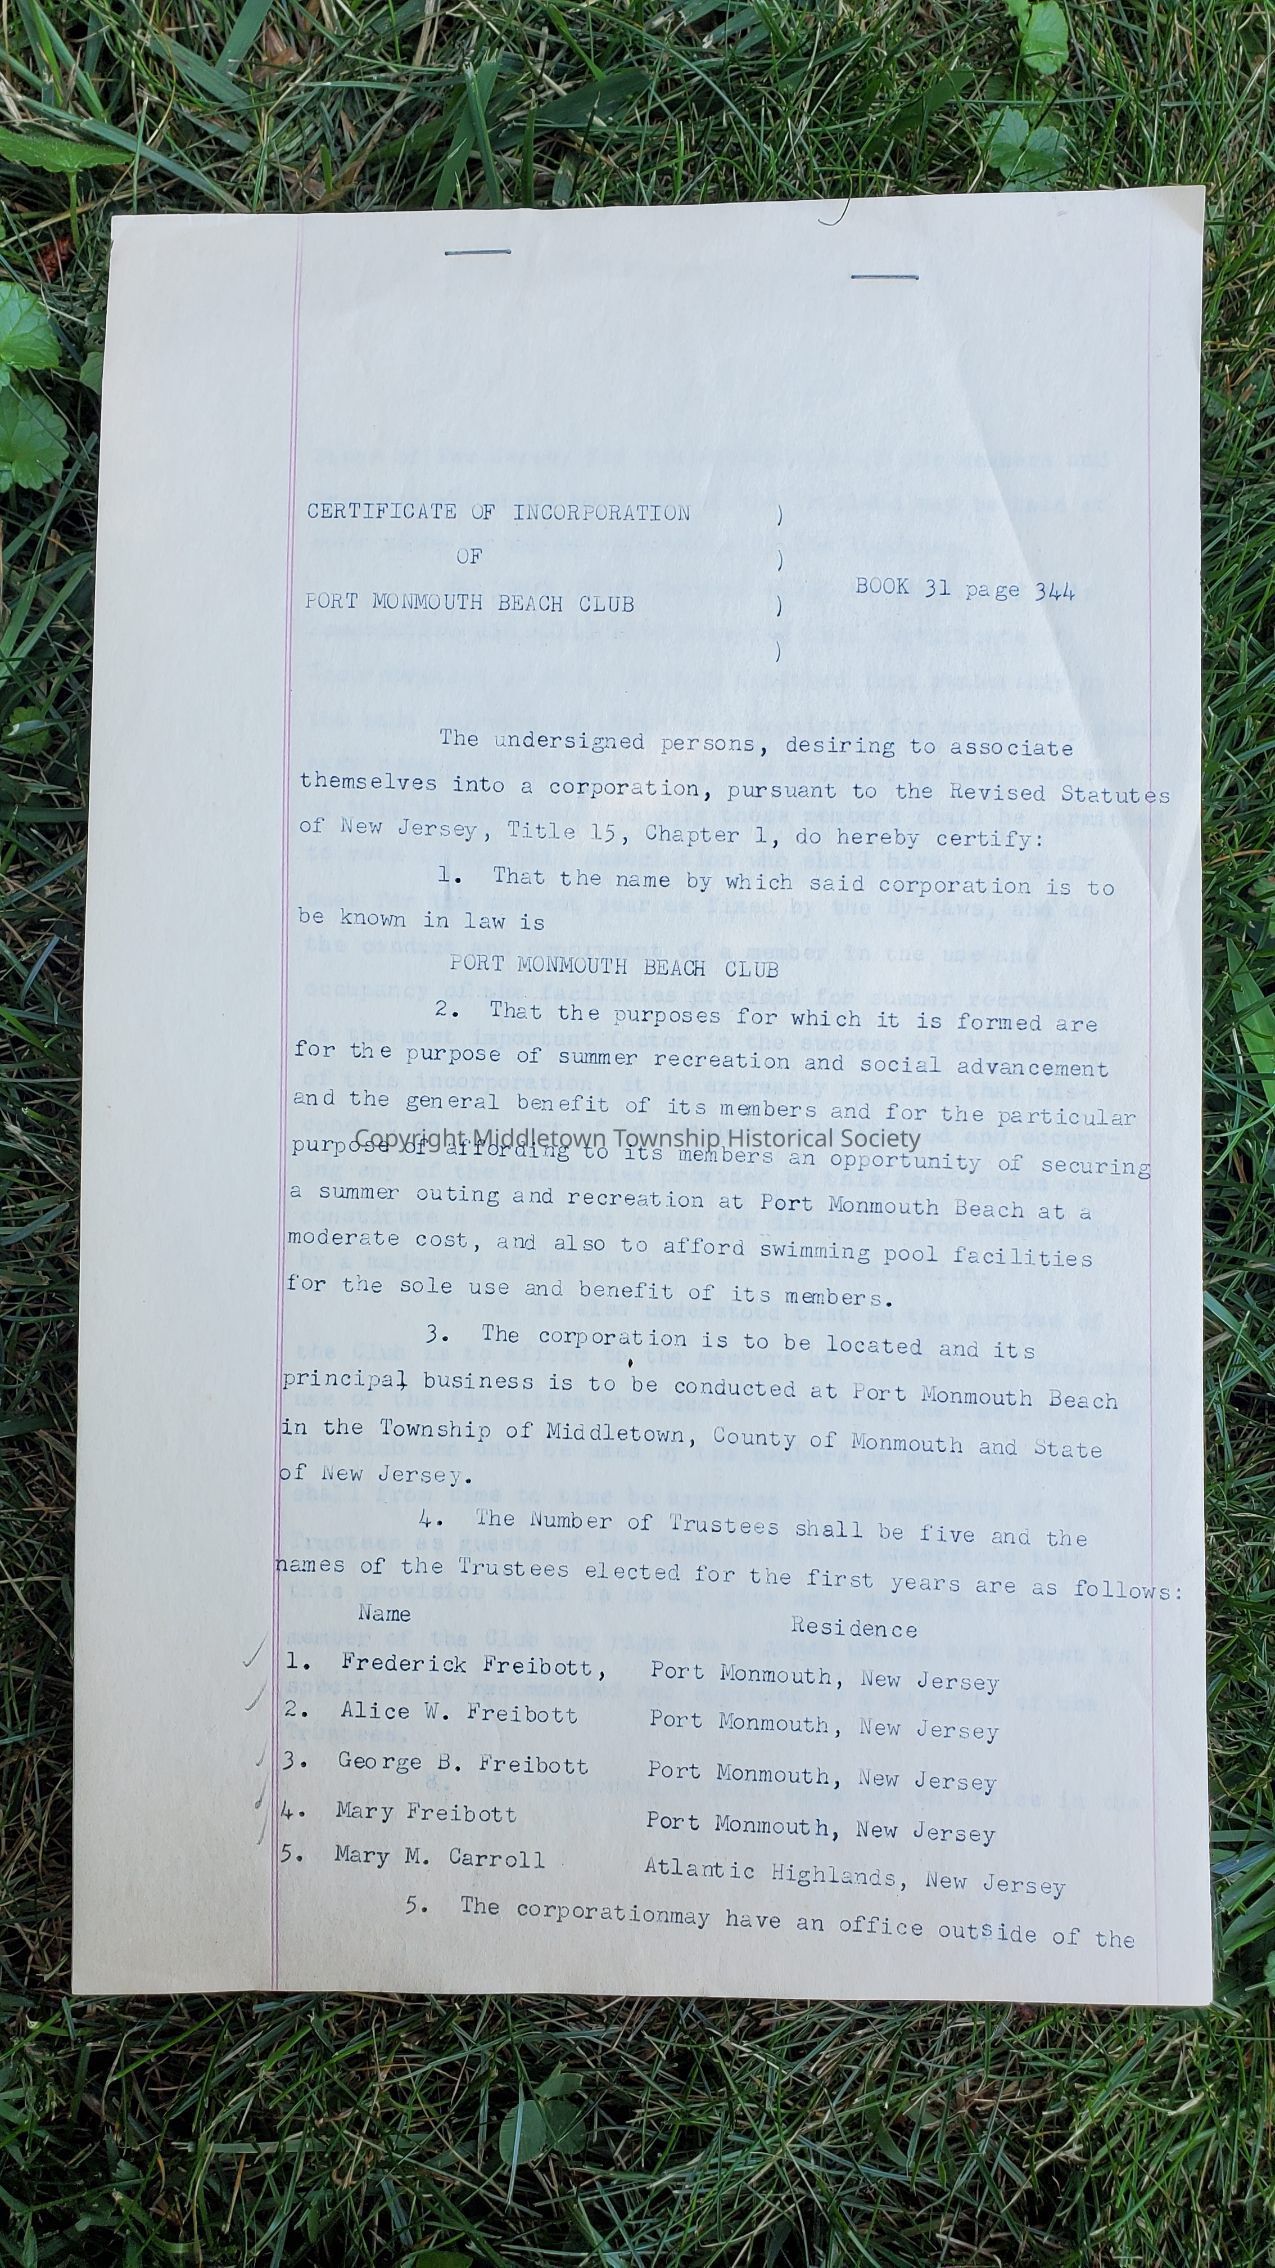 CERTIFICATE OF INCORPORATION )
OF )
PORT MONMOUTH BEACH CLUB ) BOOK 31 page 344
)
The undersigned persons, desiring to associate
themselves into a corporation, pursuant to the Revised Statutes
of New Jersey, Title 15, Chapter 1, do hereby certify:
1. That the name by which said corporation is to
be known in law is
PORT MONMOUTH BEACH CLUB
2. That the purposes for which it is formed are
for the purpose of summer recreation and social advancement
and the general benefit of its members and for the particular
Copyright Middletown Township Historical Society
purpose of affording to its members an opportunity of securing
a summer outing and recreation at Port Monmouth Beach at a
moderate cost, and also to afford swimming pool facilities
for the sole use and benefit of its members.
3. The corporation is to be located and its
principal business is to be conducted at Port Monmouth Beach
in the Township of Middletown, County of Monmouth and State
of New Jersey.
4. The Number of Trustees shall be five and the
names of the Trustees elected for the first years are as follows:
Name Residence
1. Frederick Freibott, Port Monmouth, New Jersey
2. Alice W. Freibott Port Monmouth, New Jersey
3. George B. Freibott Port Monmouth, New Jersey
4. Mary Freibott Port Monmouth, New Jersey
5. Mary M. Carroll Atlantic Highlands, New Jersey
5. The corporationmay have an office outside of the